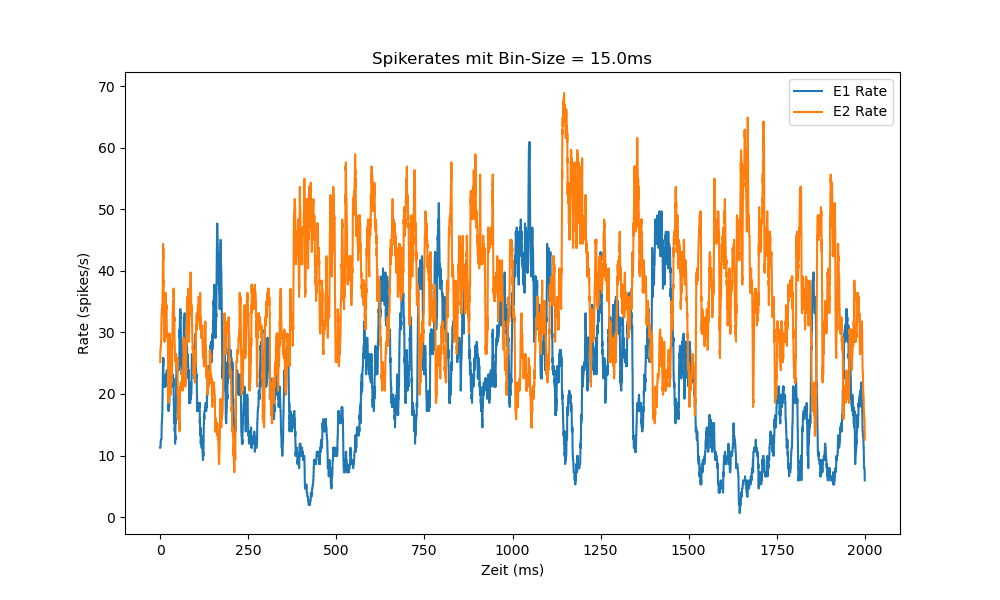 Spikerates mit Bin-Size = 15.0ms
E1 Rate
E2 Rate
Rate (spikes/s)
70
60
50
40
30
20
10
0
0 250 500 750 1000 1250 1500 1750 2000
Zeit (ms)